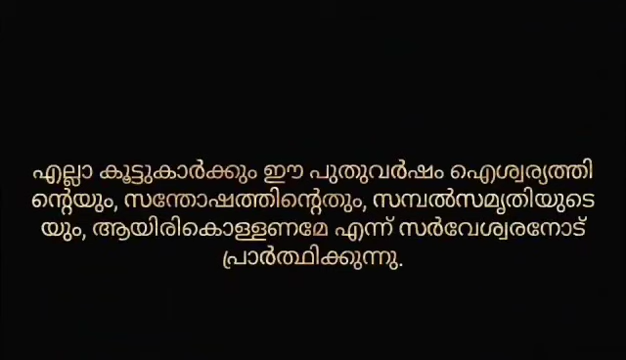 എല്ലാ കൂട്ടുകാർക്കും ഈ പുതുവർഷം ഐശ്വര്യത്തി
ന്റെയും, സന്തോഷത്തിന്റെതും, സമ്പൽസമൃതിയുടെ
യും, ആയിരികൊള്ളണമേ എന്ന് സർവേശ്വരനോട്
പ്രാർത്ഥിക്കുന്നു.